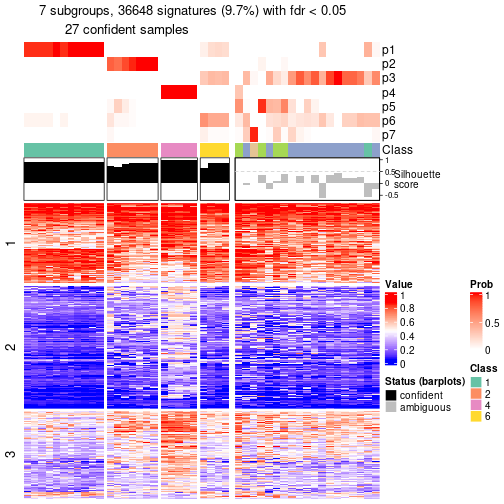 7 subgroups, 36648 signatures (9.7%) with fdr < 0.05
27 confident samples
p1
p2
p3
p4
p5
p6
p7
Class
1
0.5
0
-0.5
Silhouette
score
1
2
3
Value
1
0.8
0.6
0.4
0.2
0
Prob
1
0.5
0
Status (barplots)
confident
ambiguous
Class
1
2
4
6